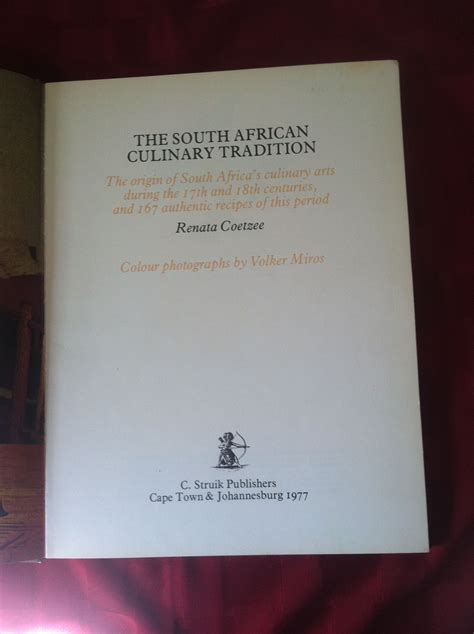 THE SOUTH AFRICAN
CULINARY TRADITION
The origin of South Africa's culinary arts
during the 17th and 18th centuries,
and 167 authentic recipes of this period
Renata Coetzee
Colour photographs by Volker Miros
C. Struik Publishers
Cape Town & Johannesburg 1977